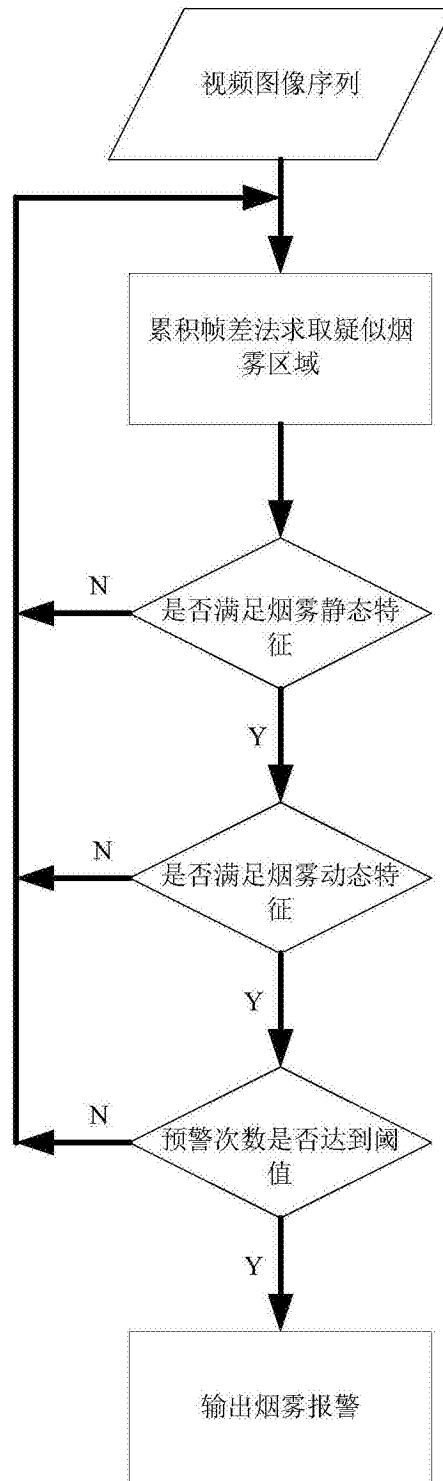 视频图像序列
累积帧差法求取疑似烟
雾区域
N
是否满足烟雾静态特
征
Y
N
是否满足烟雾动态特
征
Y
N
预警次数是否达到阈
值
Y
输出烟雾报警